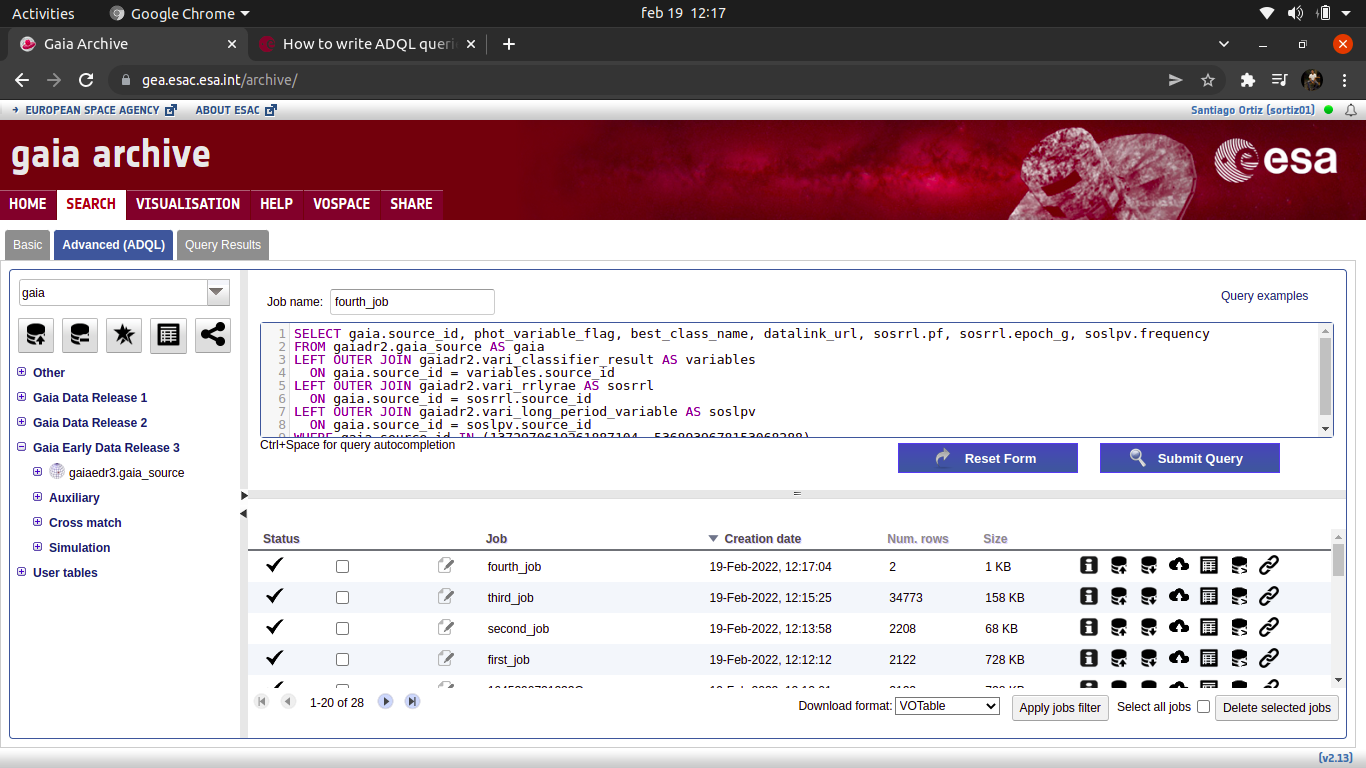 Activities Google Chrome feb 19 12:17
Gaia Archive How to write ADQL queri
gea.esac.esa.int/archive/
EUROPEAN SPACE AGENCY ABOUT ESAC Santiago Ortiz (sortiz01)
gaia archive
esa
HOME SEARCH VISUALISATION HELP VOSPACE SHARE
Basic Advanced (ADQL) Query Results
gaia
Other
Gaia Data Release 1
Gaia Data Release 2
Gaia Early Data Release 3
gaiaedr3.gaia_source
Auxiliary
Cross match
Simulation
User tables
Job name: fourth_job Query examples
1 SELECT gaia.source_id, phot_variable_flag, best_class_name, datalink_url, sosrrl.pf, sosrrl.epoch_g, soslpv.frequency
2 FROM gaiadr2.gaia_source AS gaia
3 LEFT OUTER JOIN gaiadr2.vari_classifier_result AS variables
4 ON gaia.source_id = variables.source_id
5 LEFT OUTER JOIN gaiadr2.vari_rrlyrae AS sosrrl
6 ON gaia.source_id = sosrrl.source_id
7 LEFT OUTER JOIN gaiadr2.vari_long_period_variable AS soslpv
8 ON gaia.source_id = soslpv.source_id
9 WHERE gaia.source_id IN (1372970619261887104, 5368939678153068288)
Ctrl+Space for query autocompletion
Reset Form Submit Query
Status Job Creation date Num. rows Size
fourth_job 19-Feb-2022, 12:17:04 2 1 KB
third_job 19-Feb-2022, 12:15:25 34773 158 KB
second_job 19-Feb-2022, 12:13:58 2208 68 KB
first_job 19-Feb-2022, 12:12:12 2122 728 KB
1-20 of 28
Download format: VOTable Apply jobs filter Select all jobs Delete selected jobs
(v2.13)